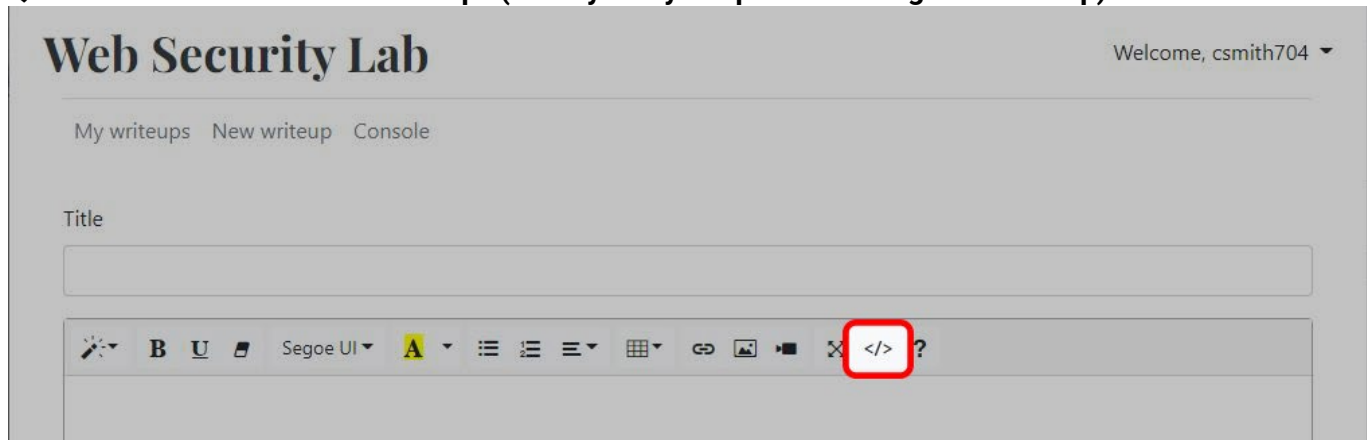 Web Security Lab
Welcome, csmith704
My writeups New writeup Console
Title
B U Segoe UI A </> ?